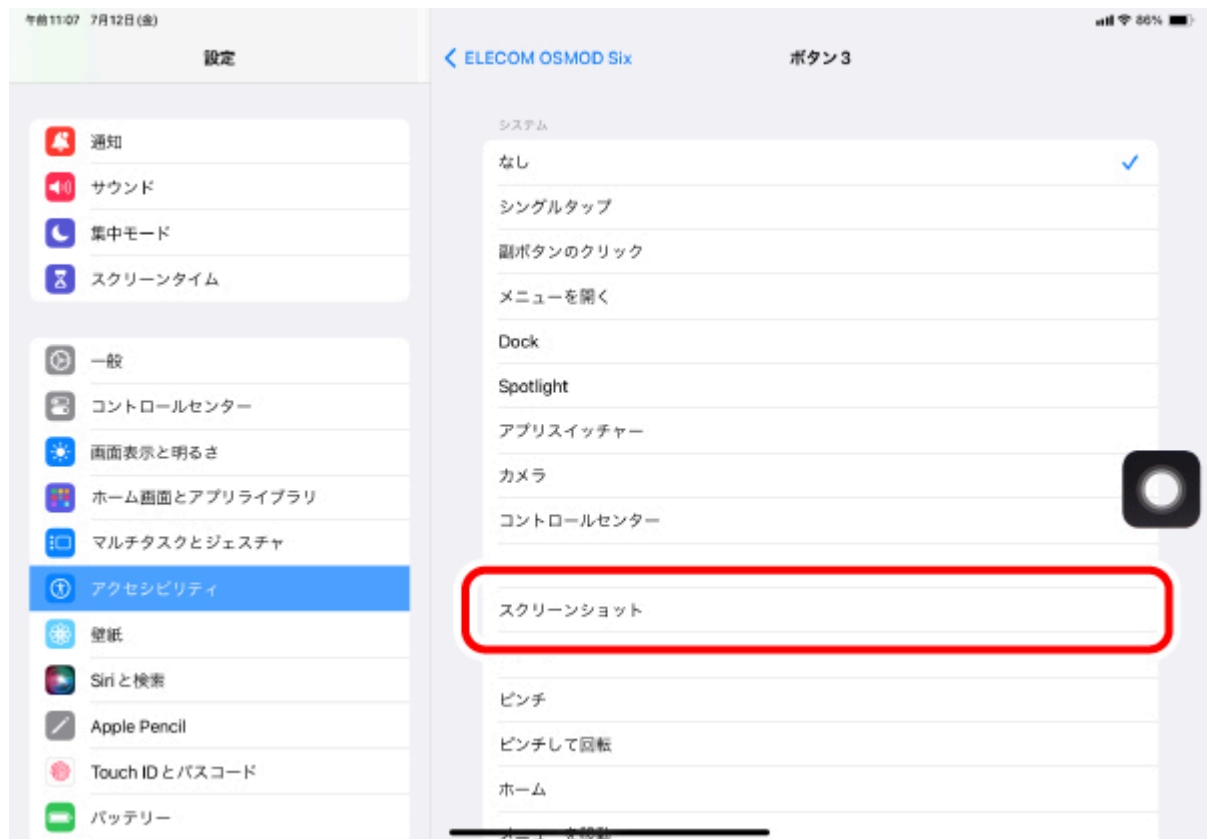 午前11:07 7月12日(金)
86%
設定
通知
サウンド
集中モード
スクリーンタイム
一般
コントロールセンター
画面表示と明るさ
ホーム画面とアプリライブラリ
マルチタスクとジェスチャ
アクセシビリティ
壁紙
Siriと検索
Apple Pencil
Touch IDとパスコード
バッテリー
ELECOM OSMOD Six
ボタン3
システム
なし
シングルタップ
副ボタンのクリック
メニューを開く
Dock
Spotlight
アプリスイッチャー
カメラ
コントロールセンター
スクリーンショット
ピンチ
ピンチして回転
ホーム